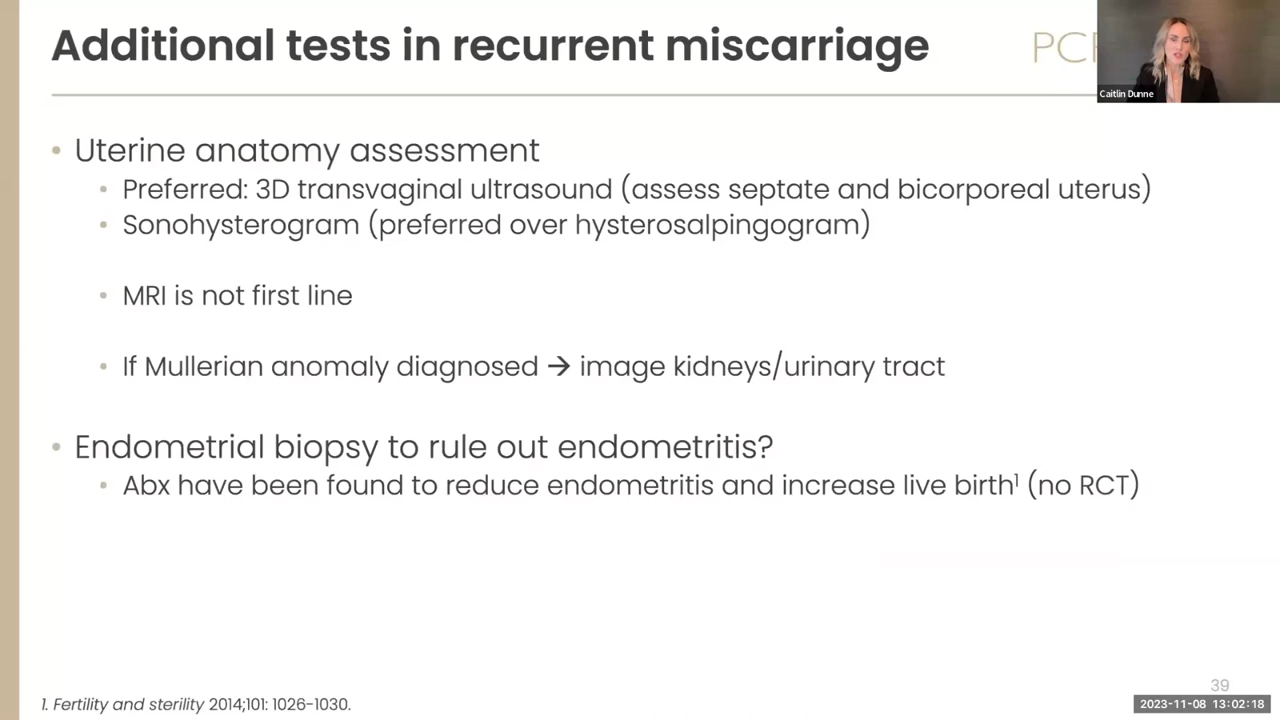 Additional tests in recurrent miscarriage
Caitlin Dunne
• Uterine anatomy assessment
• Preferred: 3D transvaginal ultrasound (assess septate and bicorporeal uterus)
• Sonohysterogram (preferred over hysterosalpingogram)
• MRI is not first line
• If Mullerian anomaly diagnosed → image kidneys/urinary tract
• Endometrial biopsy to rule out endometritis?
• Abx have been found to reduce endometritis and increase live birth¹ (no RCT)
1. Fertility and sterility 2014;101: 1026-1030.
39
2023-11-08 13:02:18